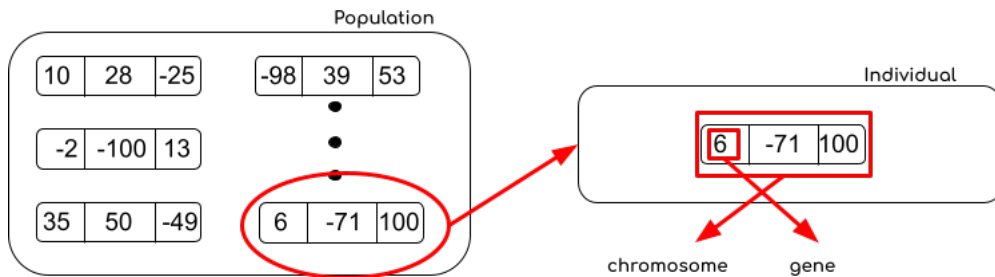 Population
10 28 -25
-98 39 53
-2 -100 13
35 50 -49
6 -71 100
Individual
6 -71 100
chromosome
gene